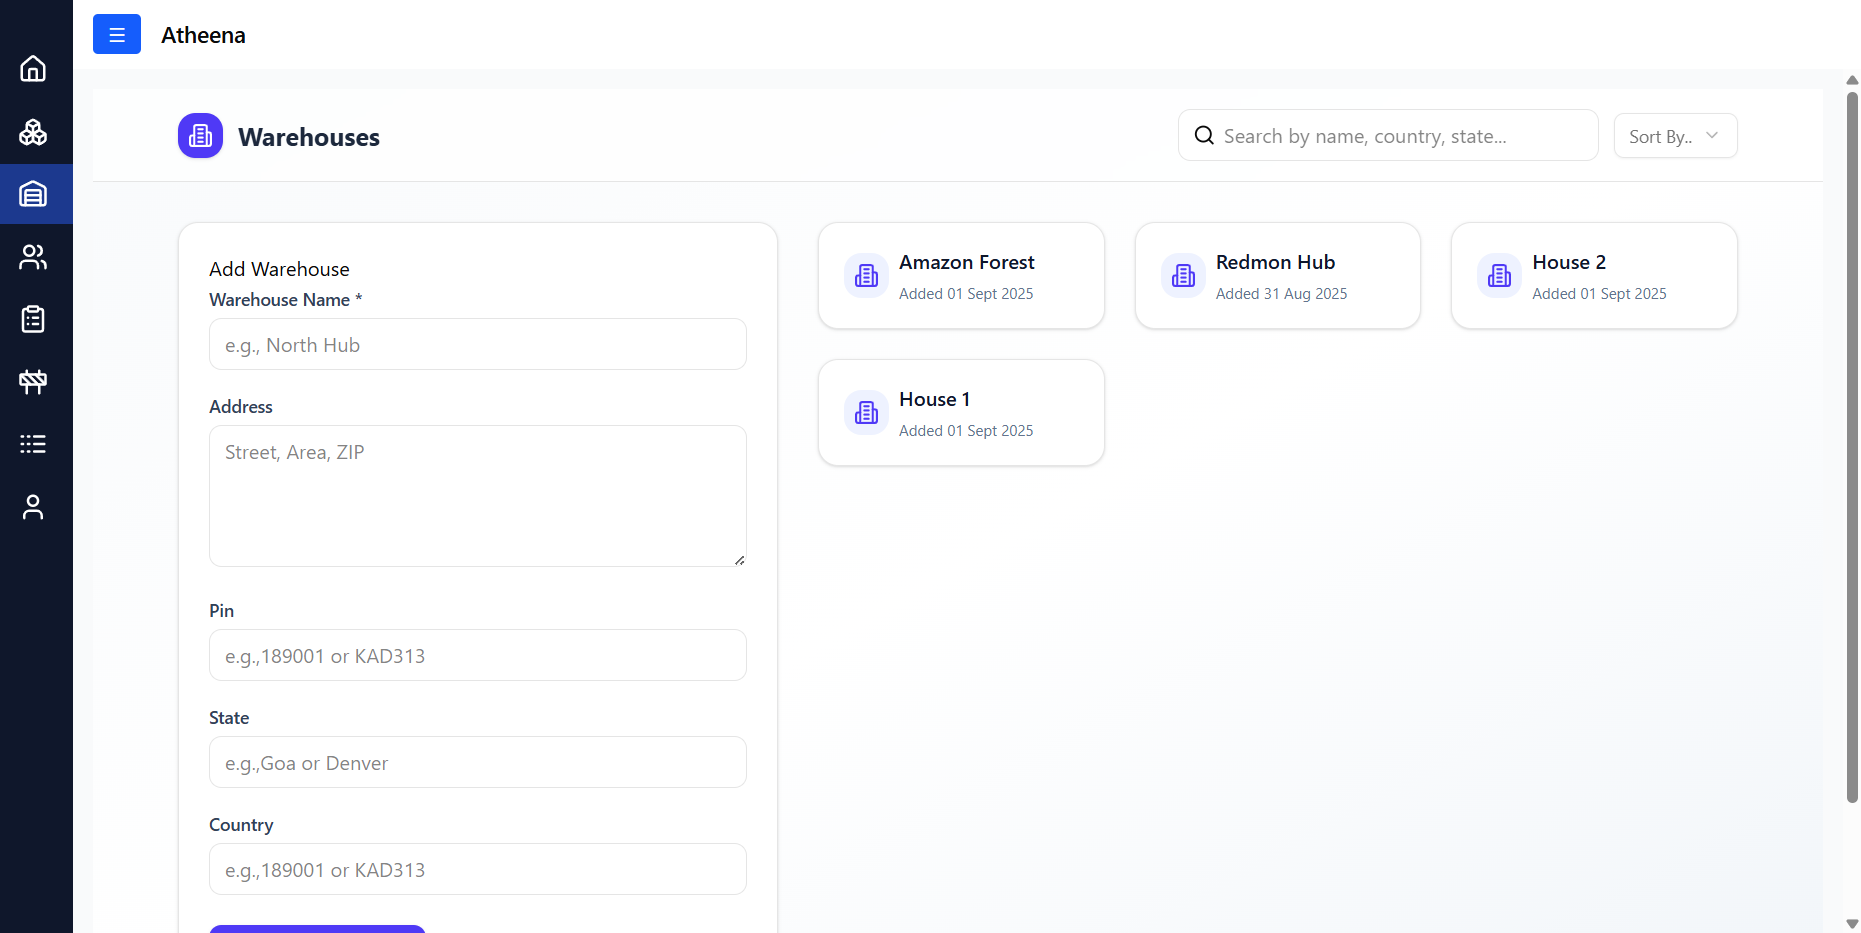 Atheena
Warehouses
Search by name, country, state...
Sort By..
Add Warehouse
Warehouse Name *
e.g., North Hub
Address
Street, Area, ZIP
Pin
e.g.,189001 or KAD313
State
e.g.,Goa or Denver
Country
e.g.,189001 or KAD313
Amazon Forest
Added 01 Sept 2025
Redmon Hub
Added 31 Aug 2025
House 2
Added 01 Sept 2025
House 1
Added 01 Sept 2025